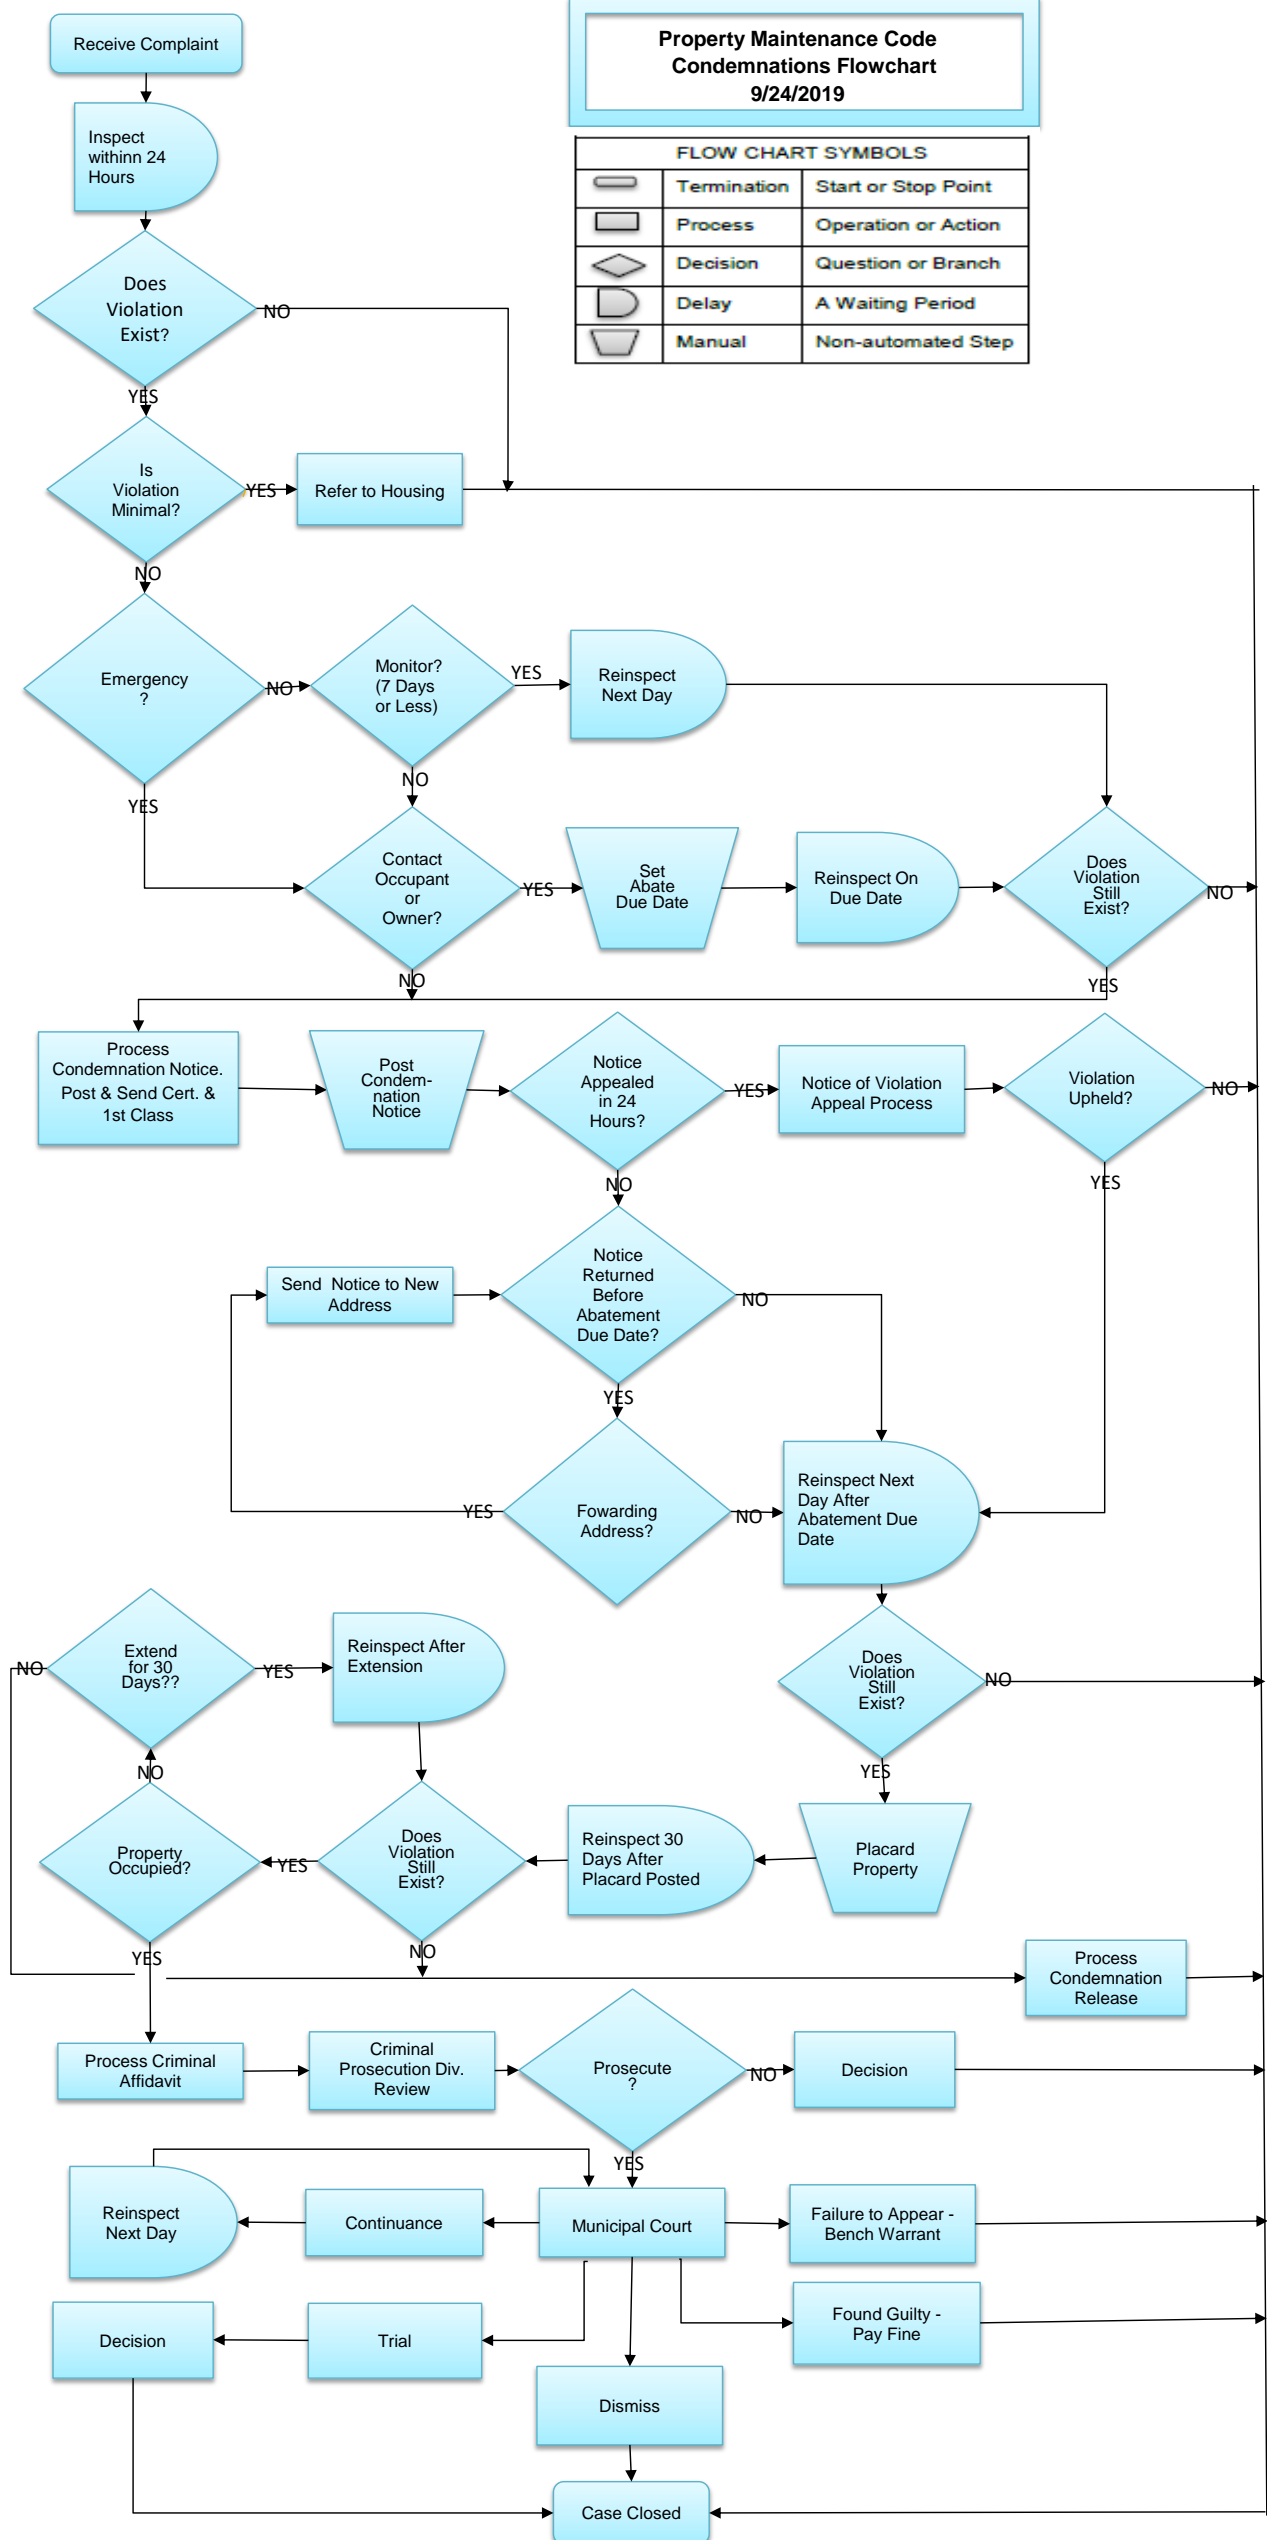 Property Maintenance Code
Condemnations Flowchart
9/24/2019
FLOW CHART SYMBOLS
Termination Start or Stop Point
Process Operation or Action
Decision Question or Branch
Delay A Waiting Period
Manual Non-automated Step
Receive Complaint
Inspect
withinn 24
Hours
Does
Violation
Exist?
NO
YES
Is
Violation
Minimal?
YES
Refer to Housing
NO
Emergency
?
NO
Monitor?
(7 Days
or Less)
YES
Reinspect
Next Day
YES
NO
Contact
Occupant
or
Owner?
YES
Set
Abate
Due Date
Reinspect On
Due Date
Does
Violation
Still
Exist?
NO
NO
YES
Process
Condemnation Notice.
Post & Send Cert. &
1st Class
Post
Condem-
nation
Notice
Notice
Appealed
in 24
Hours?
YES
Notice of Violation
Appeal Process
Violation
Upheld?
NO
NO
YES
Send Notice to New
Address
Notice
Returned
Before
Abatement
Due Date?
NO
YES
YES
Fowarding
Address?
NO
Reinspect Next
Day After
Abatement Due
Date
NO
Extend
for 30
Days??
YES
Reinspect After
Extension
Does
Violation
Still
Exist?
NO
NO
YES
Property
Occupied?
YES
Does
Violation
Still
Exist?
Reinspect 30
Days After
Placard Posted
Placard
Property
YES
NO
Process
Condemnation
Release
Process Criminal
Affidavit
Criminal
Prosecution Div.
Review
Prosecute
?
NO
Decision
YES
Reinspect
Next Day
Continuance
Municipal Court
Failure to Appear -
Bench Warrant
Decision
Trial
Found Guilty -
Pay Fine
Dismiss
Case Closed